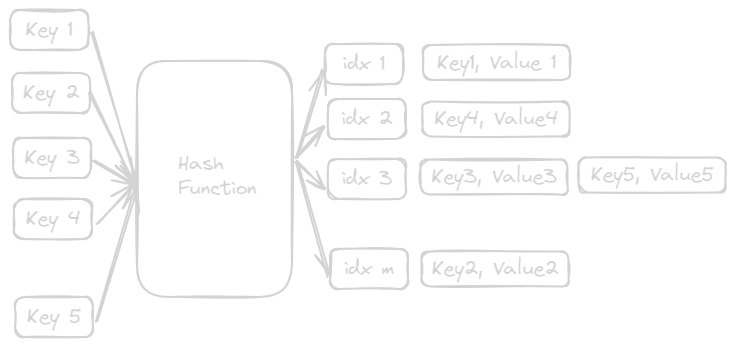 Key 1
Key 2
Key 3
Key 4
Key 5
Hash
Function
idx 1
Key1, Value 1
idx 2
Key4, Value4
idx 3
Key3, Value3
Key5, Value5
idx m
Key2, Value2